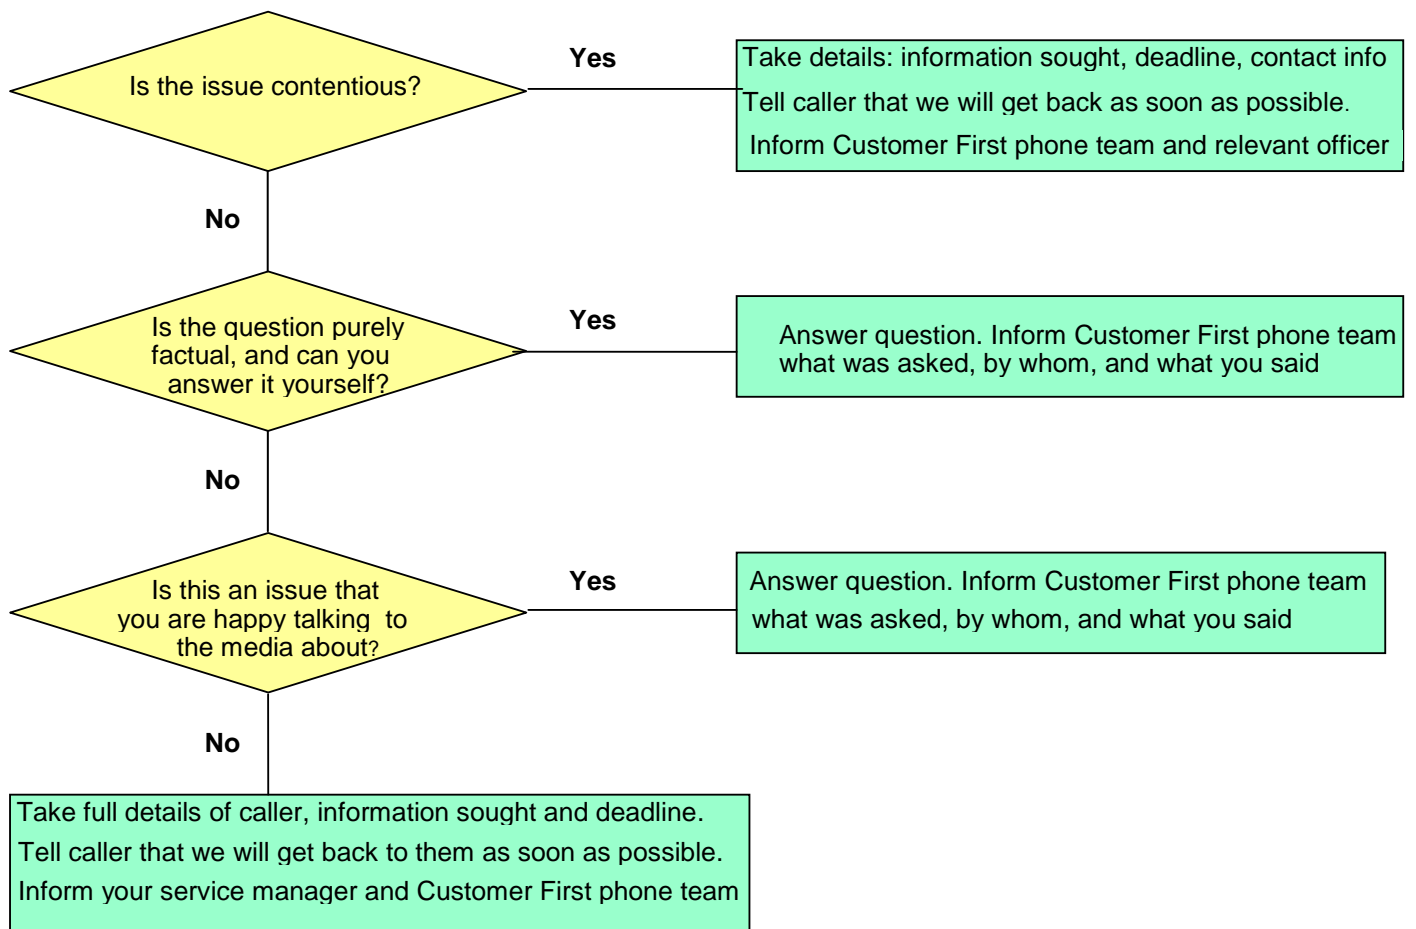 Is the issue contentious?
Yes
Take details: information sought, deadline, contact info
Tell caller that we will get back as soon as possible.
Inform Customer First phone team and relevant officer
No
Is the question purely
factual, and can you
answer it yourself?
Yes
Answer question. Inform Customer First phone team
what was asked, by whom, and what you said
No
Is this an issue that
you are happy talking to
the media about?
Yes
Answer question. Inform Customer First phone team
what was asked, by whom, and what you said
No
Take full details of caller, information sought and deadline.
Tell caller that we will get back to them as soon as possible.
Inform your service manager and Customer First phone team